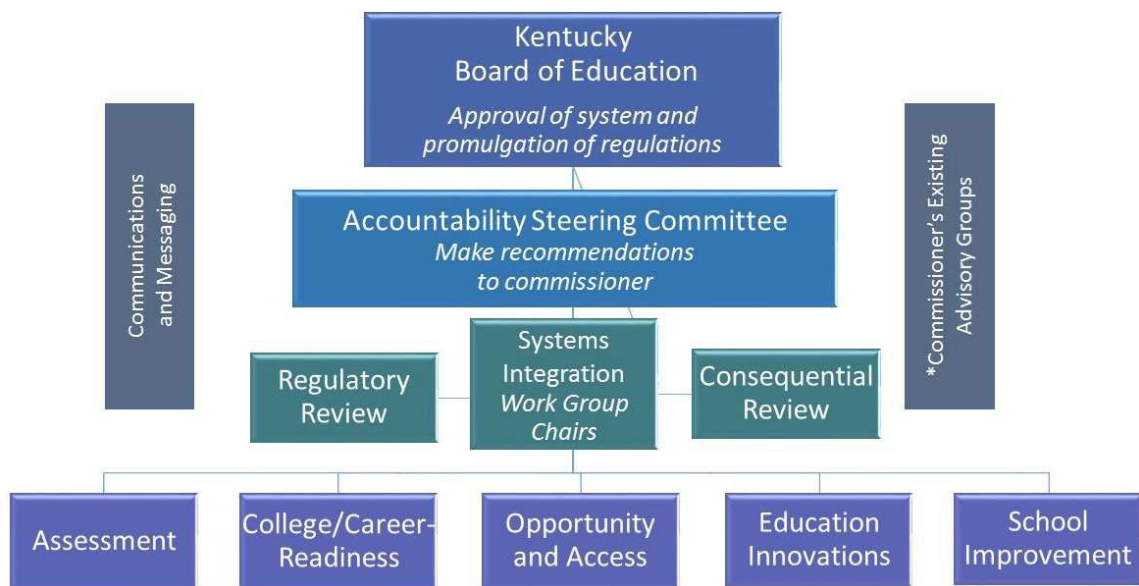 Kentucky
Board of Education
Approval of system and
promulgation of regulations
Communications
and Messaging
*Commissioner's Existing
Advisory Groups
Accountability Steering Committee
Make recommendations
to commissioner
Regulatory
Review
Systems
Integration
Work Group
Chairs
Consequential
Review
Assessment
College/Career-
Readiness
Opportunity
and Access
Education
Innovations
School
Improvement